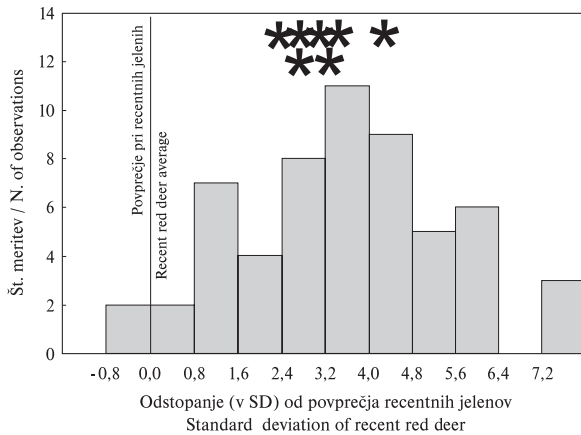 14
12
10
8
6
4
2
0
Št. meritev / N. of observations
Povprečje pri recentnih jelenih
Recent red deer average
-0,8 0,0 0,8 1,6 2,4 3,2 4,0 4,8 5,6 6,4 7,2
Odstopanje (v SD) od povprečja recentnih jelenov
Standard deviation of recent red deer